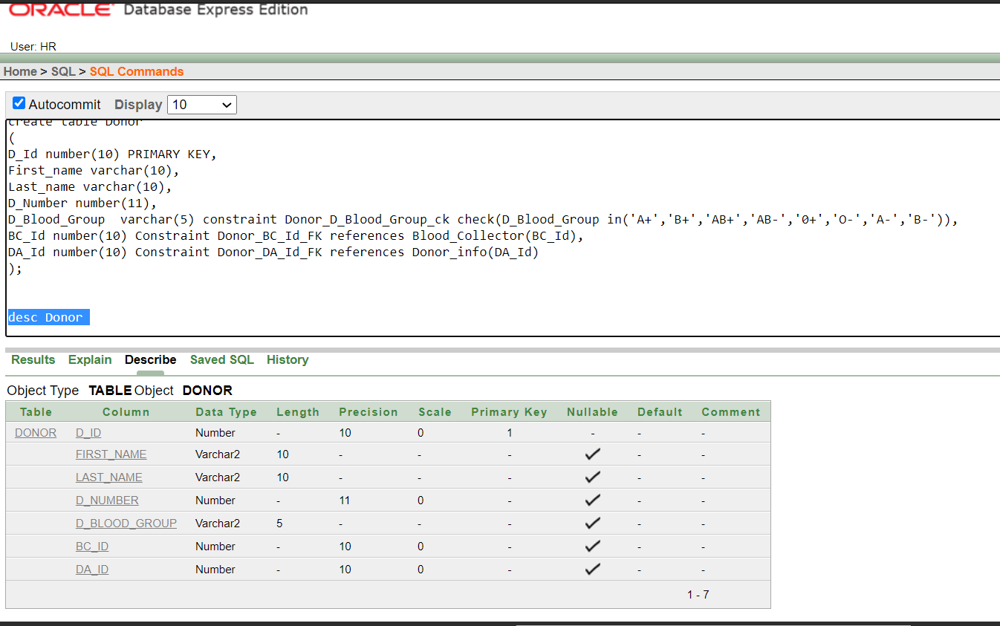 ORACLE Database Express Edition
User: HR
Home > SQL > SQL Commands
Autocommit Display 10
create table Donor
(
D_Id number(10) PRIMARY KEY,
First_name varchar(10),
Last_name varchar(10),
D_Number number(11),
D_Blood_Group  varchar(5) constraint Donor_D_Blood_Group_ck check(D_Blood_Group in('A+','B+','AB+','AB-','0+','O-','A-','B-')),
BC_Id number(10) Constraint Donor_BC_Id_FK references Blood_Collector(BC_Id),
DA_Id number(10) Constraint Donor_DA_Id_FK references Donor_info(DA_Id)
);
desc Donor
Results Explain Describe Saved SQL History
Object Type TABLE Object DONOR
Table Column Data Type Length Precision Scale Primary Key Nullable Default Comment
DONOR D_ID Number - 10 0 1 - - -
FIRST_NAME Varchar2 10 - - - ✓ - -
LAST_NAME Varchar2 10 - - - ✓ - -
D_NUMBER Number - 11 0 - ✓ - -
D_BLOOD_GROUP Varchar2 5 - - - ✓ - -
BC_ID Number - 10 0 - ✓ - -
DA_ID Number - 10 0 - ✓ - -
1 - 7